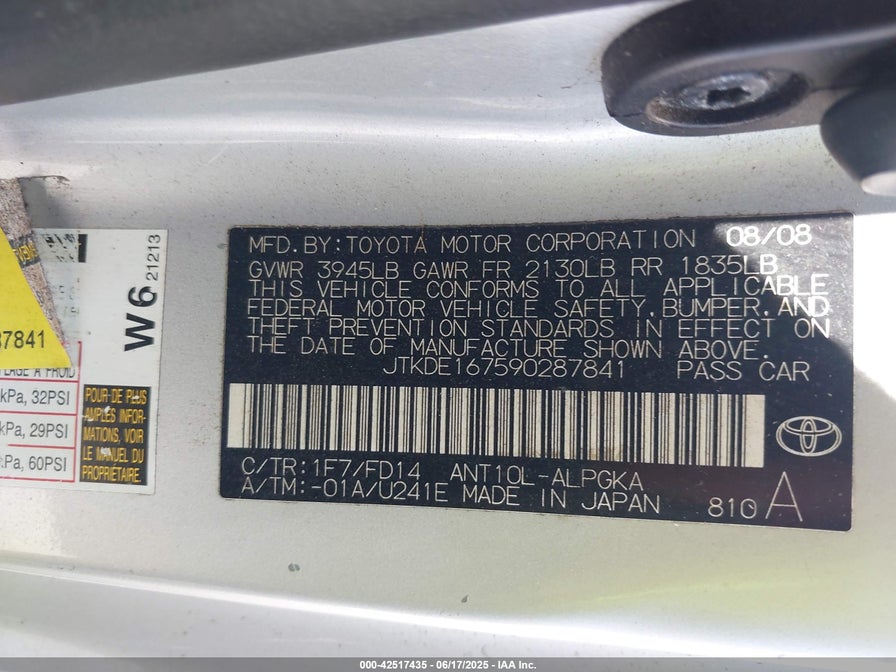 MFD. BY: TOYOTA MOTOR CORPORATION 08/08
GVWR 3945LB GAWR FR 2130LB RR 1835LB
THIS VEHICLE CONFORMS TO ALL APPLICABLE
FEDERAL MOTOR VEHICLE SAFETY, BUMPER, AND
THEFT PREVENTION STANDARDS IN EFFECT ON
THE DATE OF MANUFACTURE SHOWN ABOVE.
JTKDE167590287841 PASS CAR
C/TR: 1F7/FD14 ANT10L-ALPGKA
A/TM: -01A/U241E MADE IN JAPAN 810 A
W6 21213
87841
kPa, 32PSI
kPa, 29PSI
kPa, 60PSI
POUR DE PLUS
AMPLES INFOR-
MATIONS, VOIR
LE MANUEL DU
PROPRIÉTAIRE.
000-42517435 - 06/17/2025 - IAA Inc.